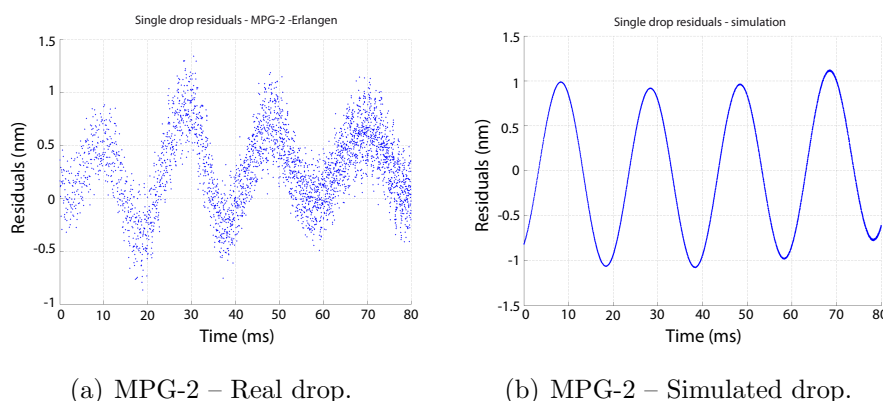 Single drop residuals - MPG-2 -Erlangen
1.5
1
0.5
0
-0.5
-1
Residuals (nm)
0 10 20 30 40 50 60 70 80
Time (ms)
(a) MPG-2 – Real drop.
Single drop residuals - simulation
1.5
1
0.5
0
-0.5
-1
-1.5
Residuals (nm)
0 10 20 30 40 50 60 70 80
Time (ms)
(b) MPG-2 – Simulated drop.